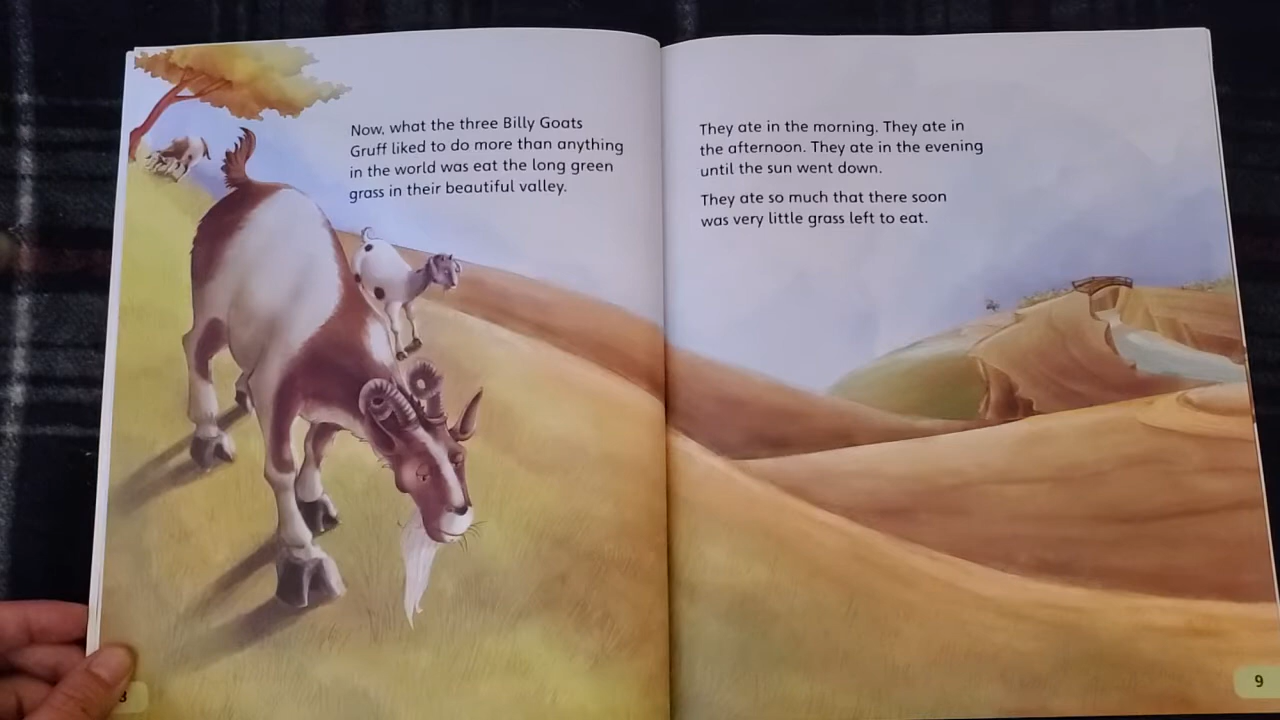 Now, what the three Billy Goats
Gruff liked to do more than anything
in the world was eat the long green
grass in their beautiful valley.
They ate in the morning. They ate in
the afternoon. They ate in the evening
until the sun went down.
They ate so much that there soon
was very little grass left to eat.
9